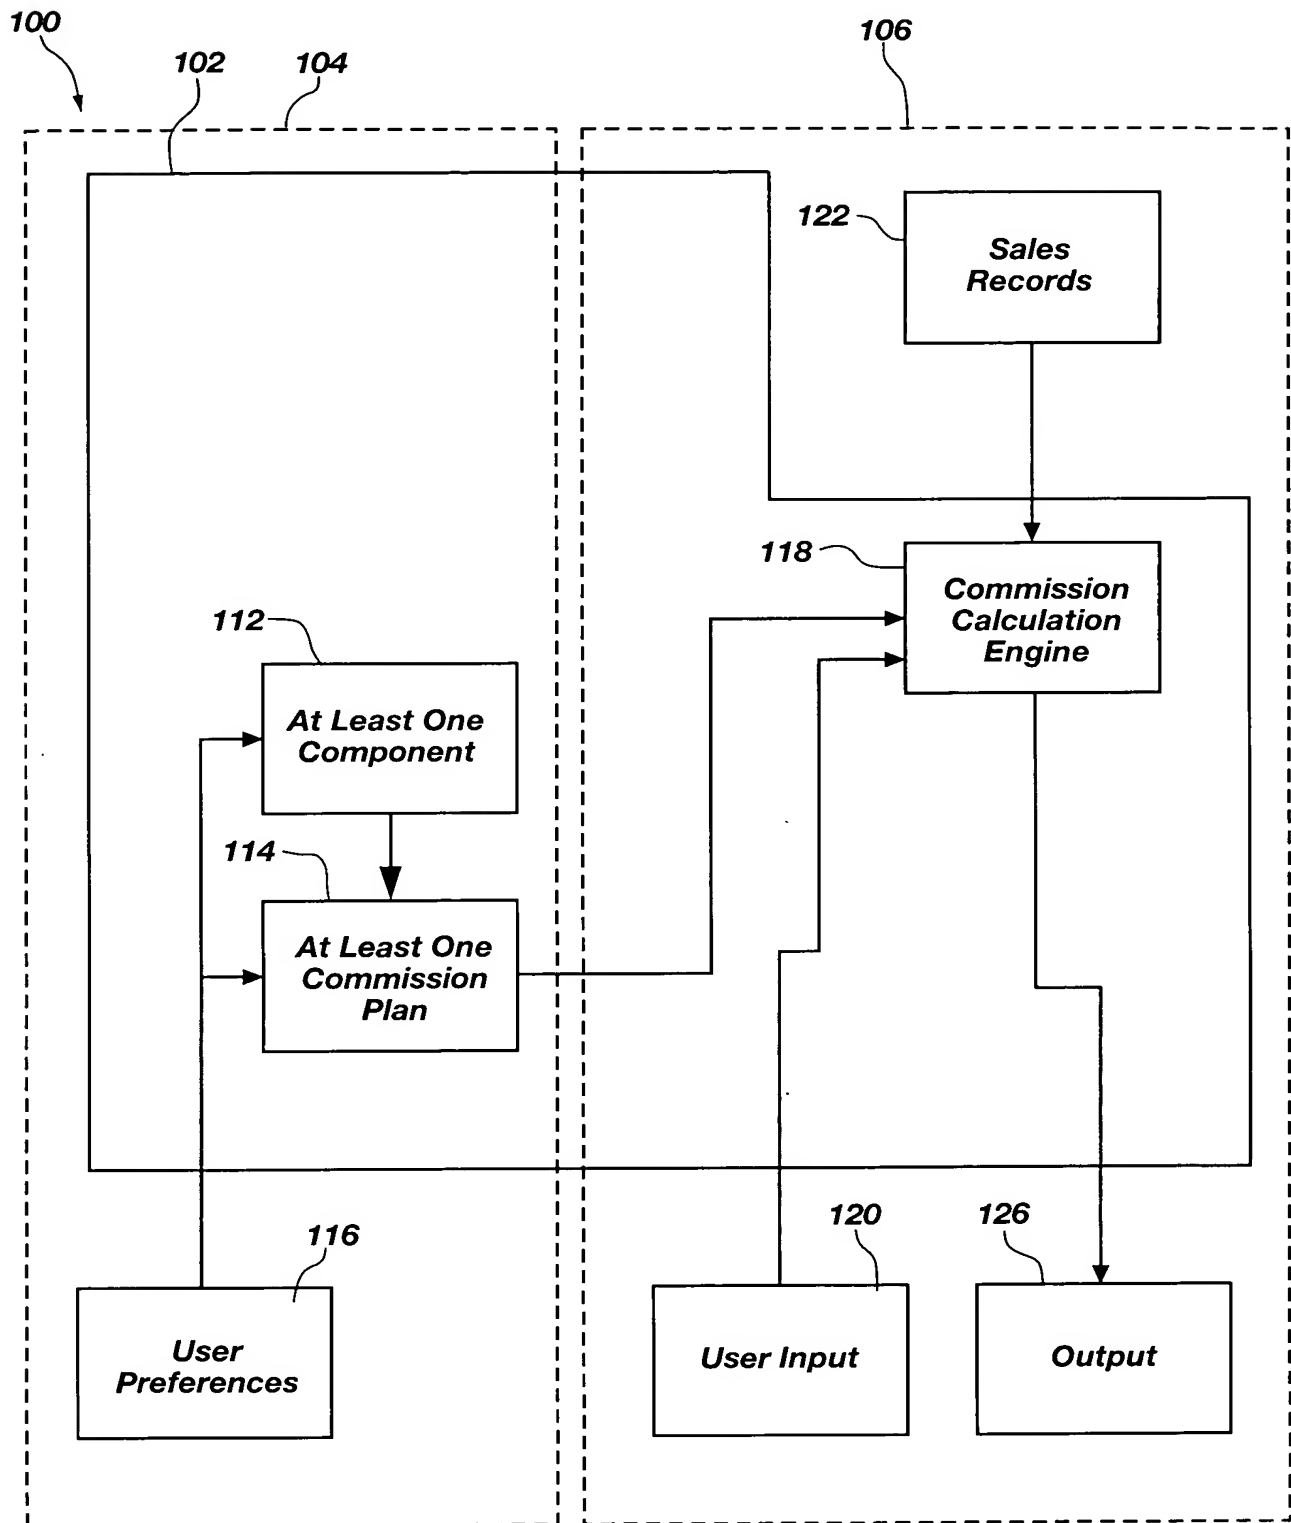 100
102
104
106
122
Sales
Records
118
Commission
Calculation
Engine
112
At Least One
Component
114
At Least One
Commission
Plan
116
User
Preferences
120
User Input
126
Output